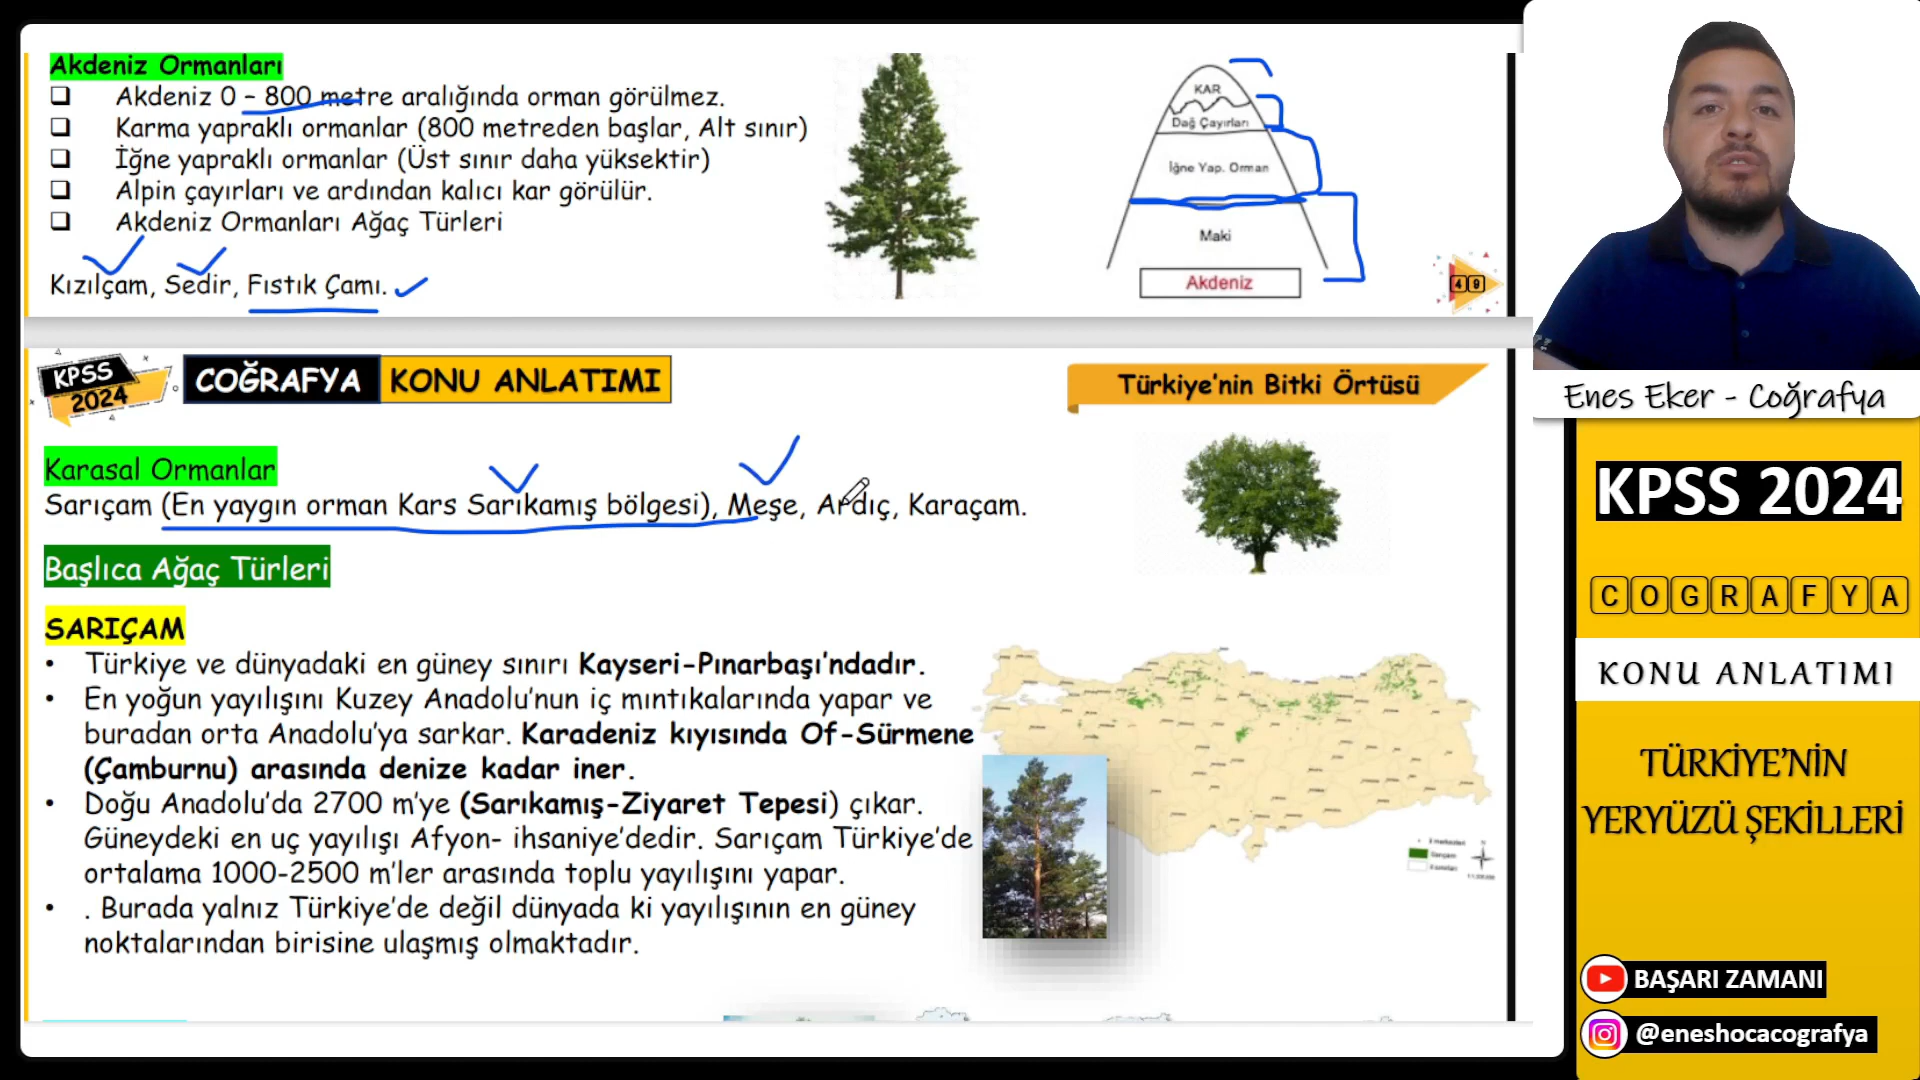 Akdeniz Ormanları
Akdeniz 0 – 800 metre aralığında orman görülmez.
Karma yapraklı ormanlar (800 metreden başlar, Alt sınır)
İğne yapraklı ormanlar (Üst sınır daha yüksektir)
Alpin çayırları ve ardından kalıcı kar görülür.
Akdeniz Ormanları Ağaç Türleri
Kızılçam, Sedir, Fıstık Çamı.
KAR
Dağ Çayırları
İğne Yap. Orman
Maki
Akdeniz
49
KPSS
2024
COĞRAFYA KONU ANLATIMI
Türkiye'nin Bitki Örtüsü
Karasal Ormanlar
Sarıçam (En yaygın orman Kars Sarıkamış bölgesi), Meşe, Ardıç, Karaçam.
Başlıca Ağaç Türleri
SARIÇAM
• Türkiye ve dünyadaki en güney sınırı Kayseri-Pınarbaşı'ndadır.
• En yoğun yayılışını Kuzey Anadolu'nun iç mıntıkalarında yapar ve
buradan orta Anadolu'ya sarkar. Karadeniz kıyısında Of-Sürmene
(Çamburnu) arasında denize kadar iner.
• Doğu Anadolu'da 2700 m'ye (Sarıkamış-Ziyaret Tepesi) çıkar.
Güneydeki en uç yayılışı Afyon- ihsaniye'dedir. Sarıçam Türkiye'de
ortalama 1000-2500 m'ler arasında toplu yayılışını yapar.
• . Burada yalnız Türkiye'de değil dünyada ki yayılışının en güney
noktalarından birisine ulaşmış olmaktadır.
Enes Eker - Coğrafya
KPSS 2024
COGRAFYA
KONU ANLATIMI
TÜRKİYE'NİN
YERYÜZÜ ŞEKİLLERİ
BAŞARI ZAMANI
@eneshocacografya